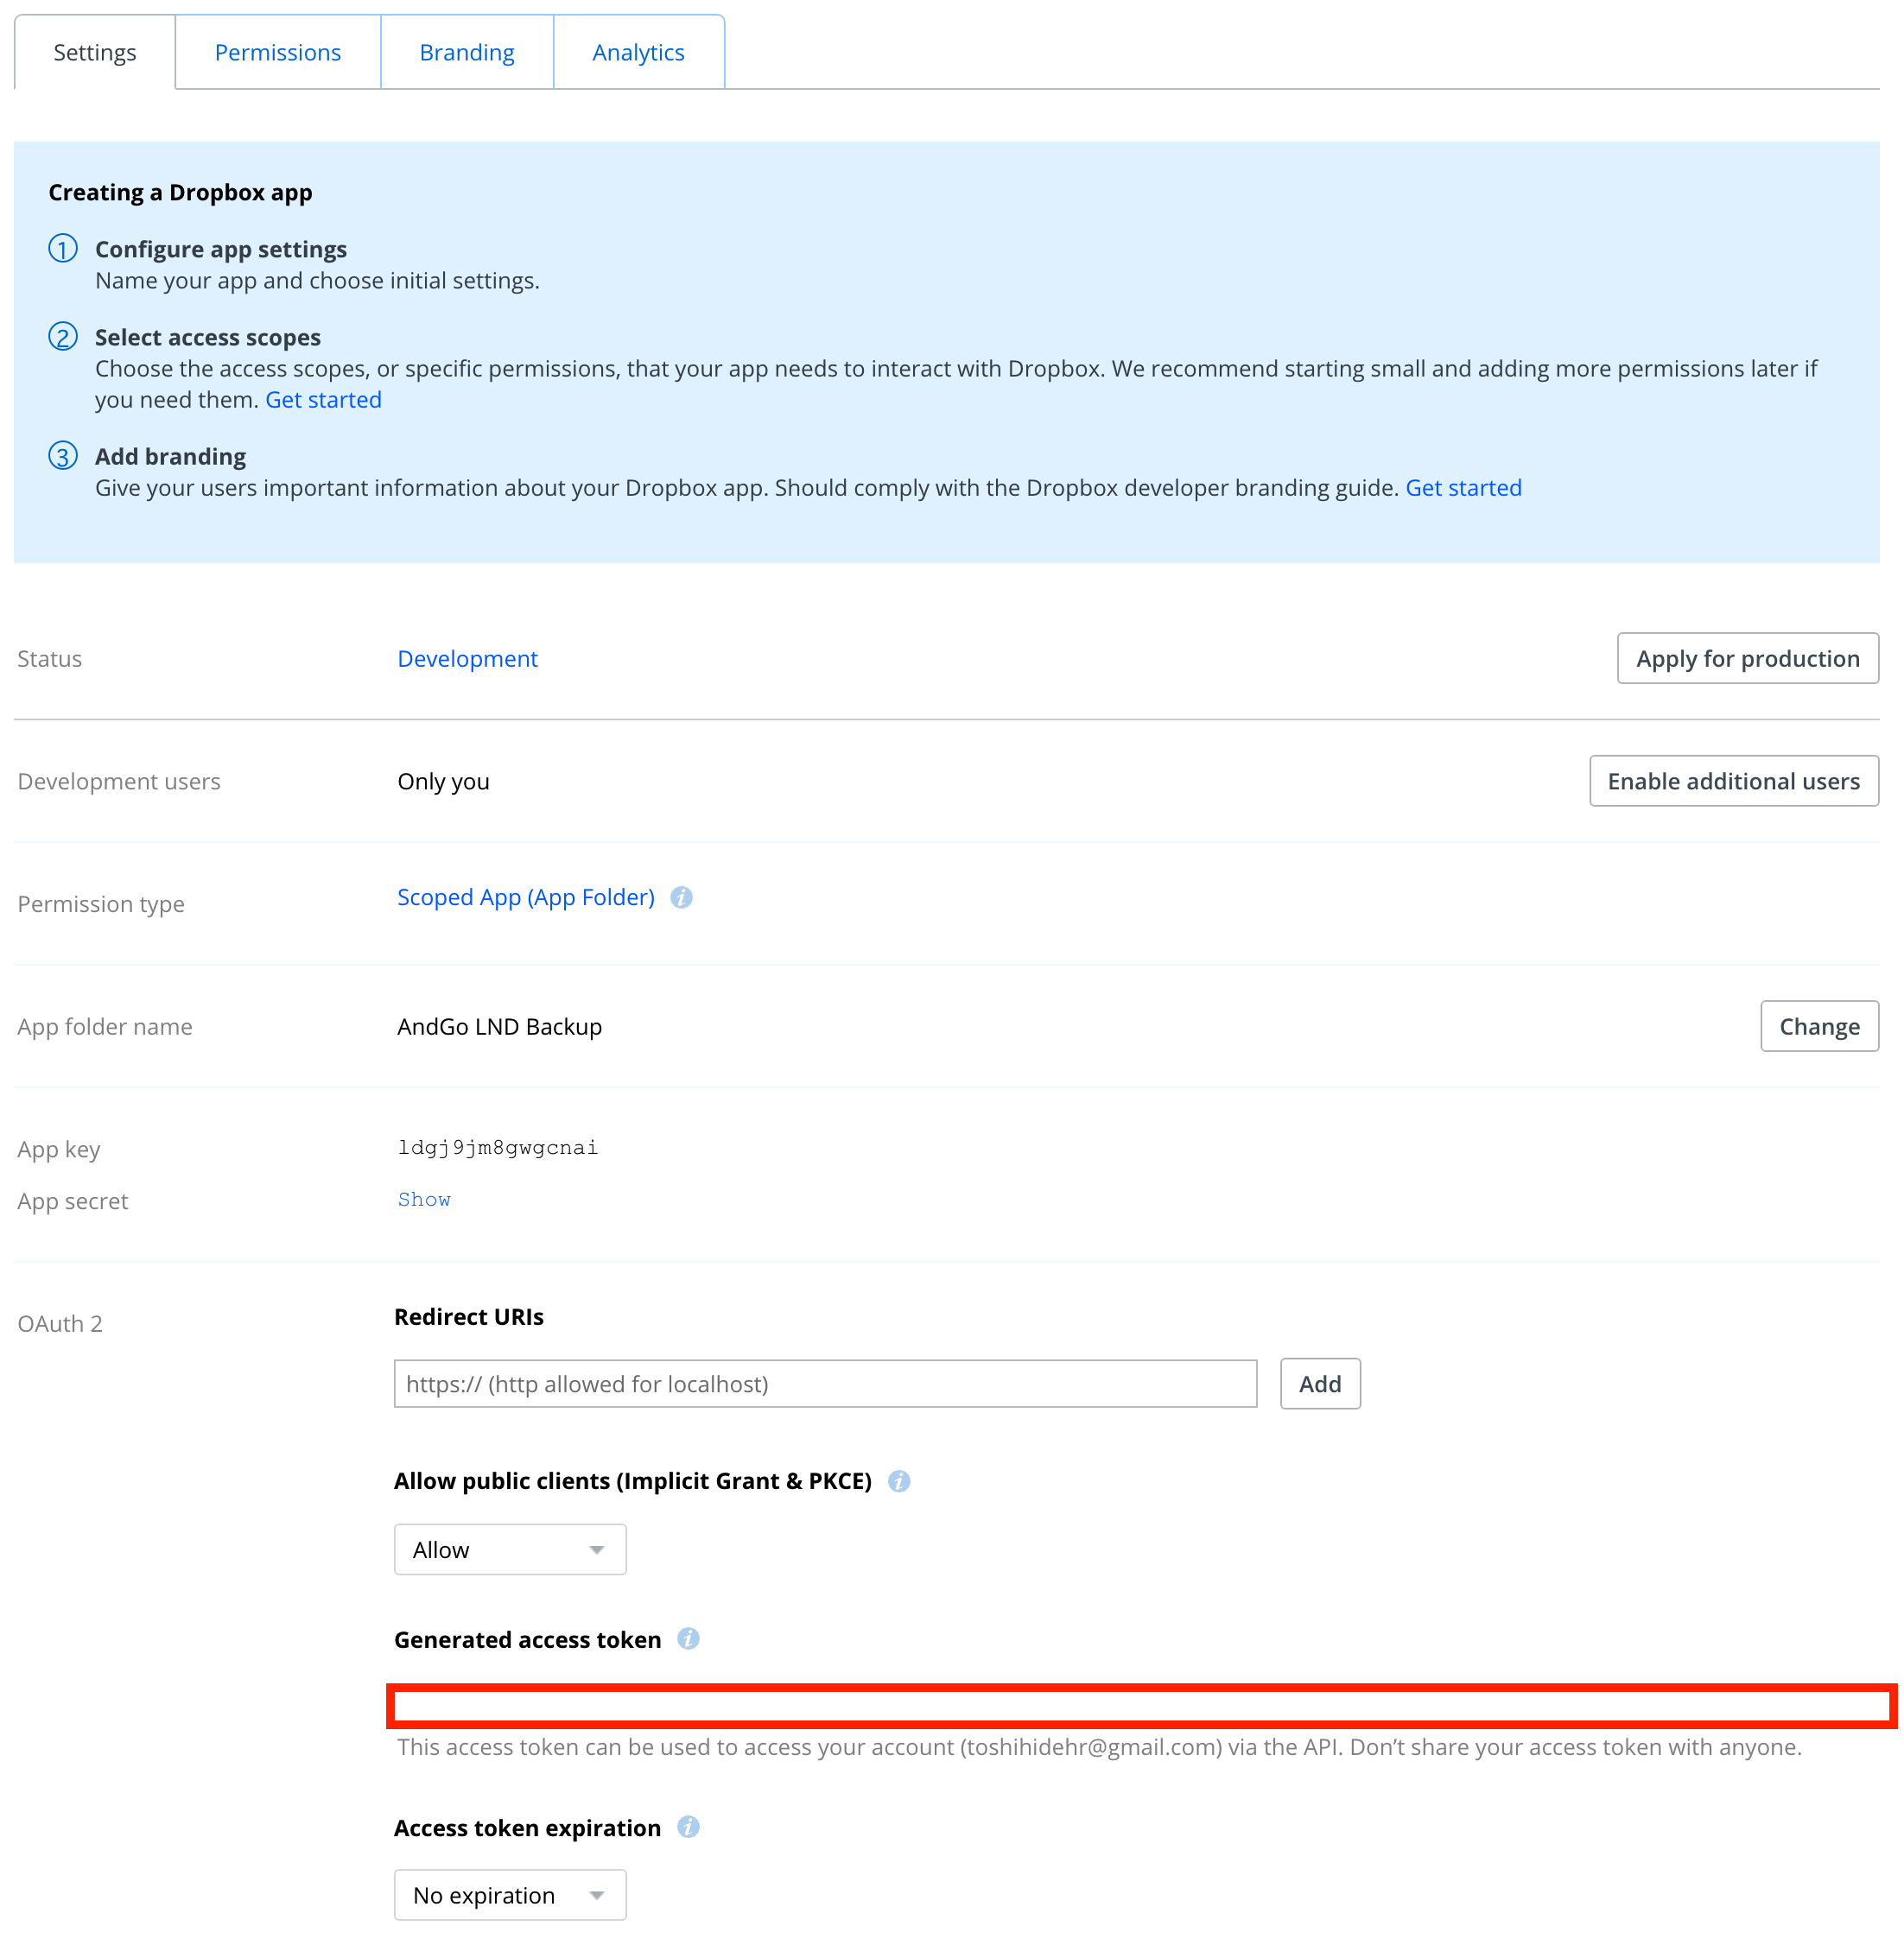 Settings
Permissions
Branding
Analytics
Creating a Dropbox app
1 Configure app settings
Name your app and choose initial settings.
2 Select access scopes
Choose the access scopes, or specific permissions, that your app needs to interact with Dropbox. We recommend starting small and adding more permissions later if
you need them. Get started
3 Add branding
Give your users important information about your Dropbox app. Should comply with the Dropbox developer branding guide. Get started
Status
Development
Apply for production
Development users
Only you
Enable additional users
Permission type
Scoped App (App Folder) i
App folder name
AndGo LND Backup
Change
App key
ldgj9jm8gwgcnai
App secret
Show
OAuth 2
Redirect URIs
https:// (http allowed for localhost)
Add
Allow public clients (Implicit Grant & PKCE) i
Allow
Generated access token i
This access token can be used to access your account (toshihidehr@gmail.com) via the API. Don’t share your access token with anyone.
Access token expiration i
No expiration